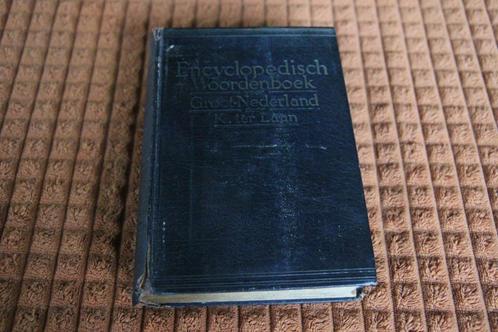 Encyclopedisch
Woordenboek
Groot-Nederland
K. ter Laan